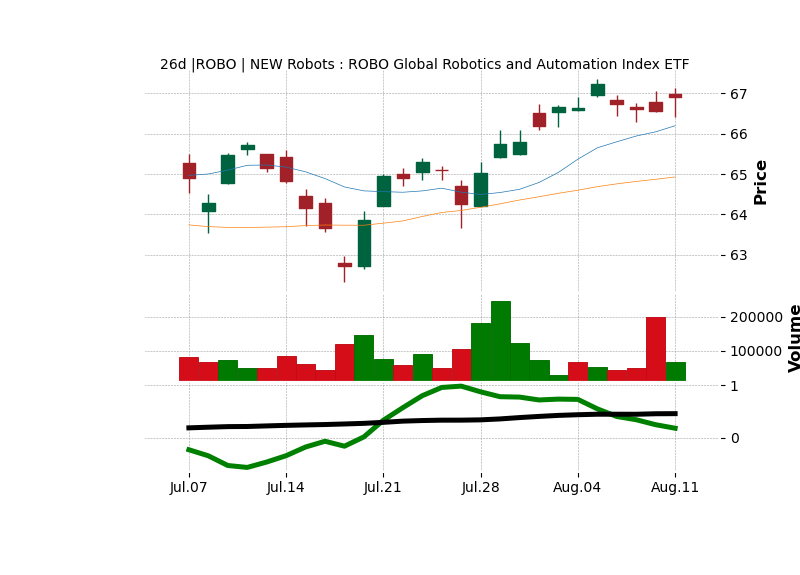 26d |ROBO | NEW Robots : ROBO Global Robotics and Automation Index ETF
67
66
65
64
63
Price
200000
100000
Volume
1
0
Jul.07 Jul.14 Jul.21 Jul.28 Aug.04 Aug.11